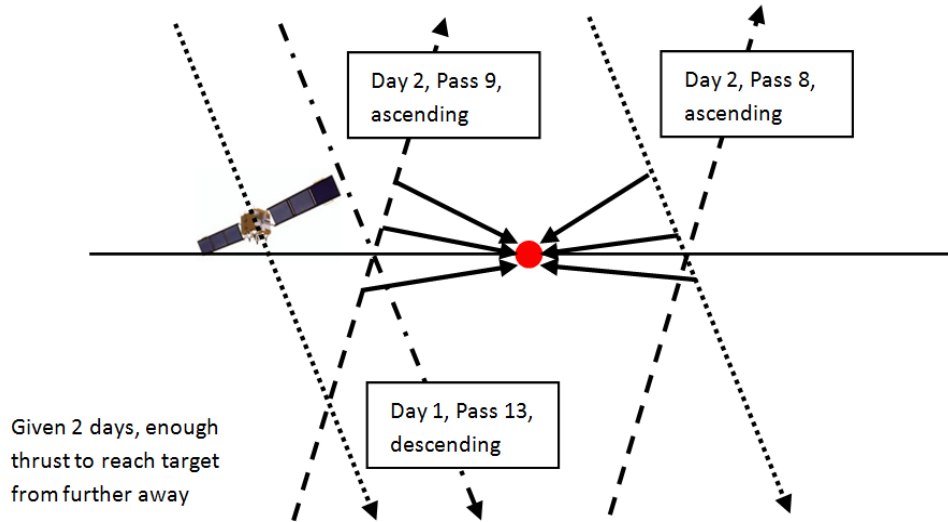 Day 2, Pass 9,
ascending
Day 2, Pass 8,
ascending
Day 1, Pass 13,
descending
Given 2 days, enough
thrust to reach target
from further away